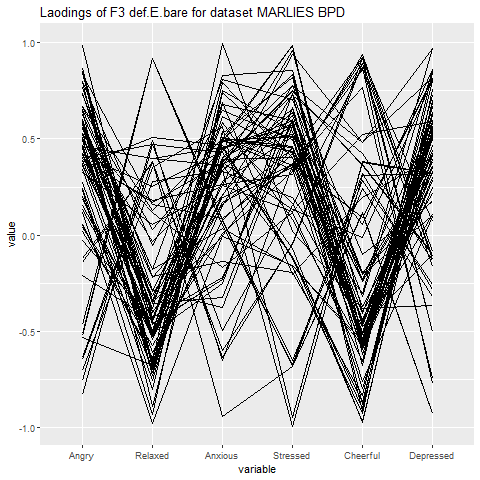 Laodings of F3 def.E.bare for dataset MARLIES BPD
1.0
0.5
0.0
-0.5
-1.0
value
Angry Relaxed Anxious Stressed Cheerful Depressed
variable